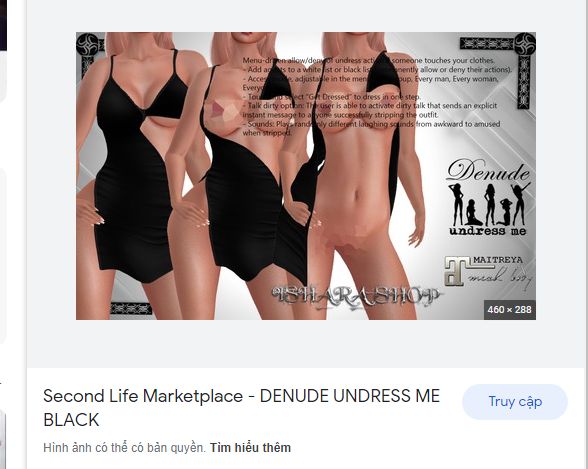 Menu-driven allow/deny of undress action if someone touches your clothes.
- Add agents to a white list or black list (permanently allow or deny their actions).
- Access mode, adjustable in the menu: Group, Every man, Every woman,
Everyone
- Touch and select "Get Dressed" to dress in one step.
- Talk dirty option: The user is able to activate dirty talk that sends an explicit
instant message to anyone successfully stripping the outfit.
- Sounds: Plays randomly different laughing sounds from awkward to amused
when stripped.
Denude
undress me
MAITREYA
mesh body
ISHARA SHOP
460 × 288
Second Life Marketplace - DENUDE UNDRESS ME
BLACK
Truy cập
Hình ảnh có thể có bản quyền. Tìm hiểu thêm